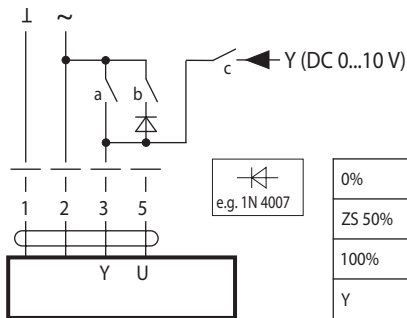 ⊥ ~
a b c Y (DC 0...10 V)
e.g. 1N 4007
1 2 3 5
Y U
0%
ZS 50%
100%
Y